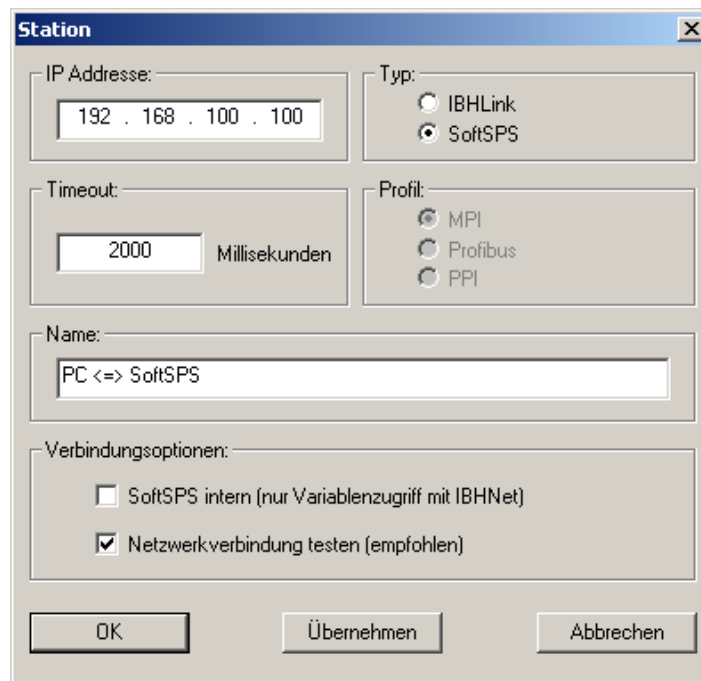 Station
IP Addresse:
192 . 168 . 100 . 100
Typ:
IBHLink
SoftSPS
Timeout:
2000 Millisekunden
Profil:
MPI
Profibus
PPI
Name:
PC <=> SoftSPS
Verbindungsoptionen:
SoftSPS intern (nur Variablenzugriff mit IBHNet)
Netzwerkverbindung testen (empfohlen)
OK Übernehmen Abbrechen